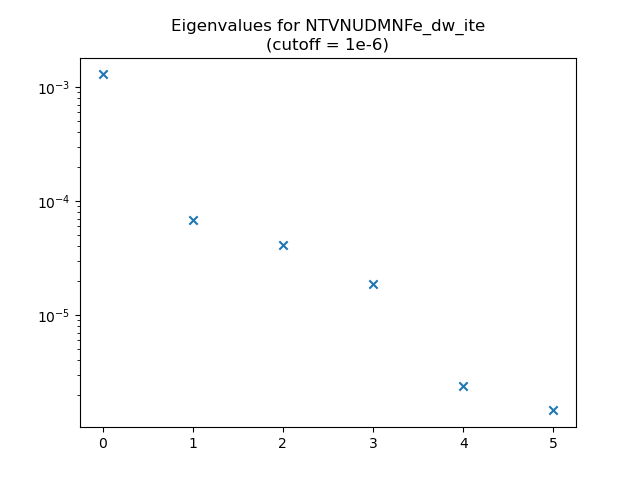 Eigenvalues for NTVNUDMNFe_dw_ite
(cutoff = 1e-6)
10⁻³
10⁻⁴
10⁻⁵
0 1 2 3 4 5